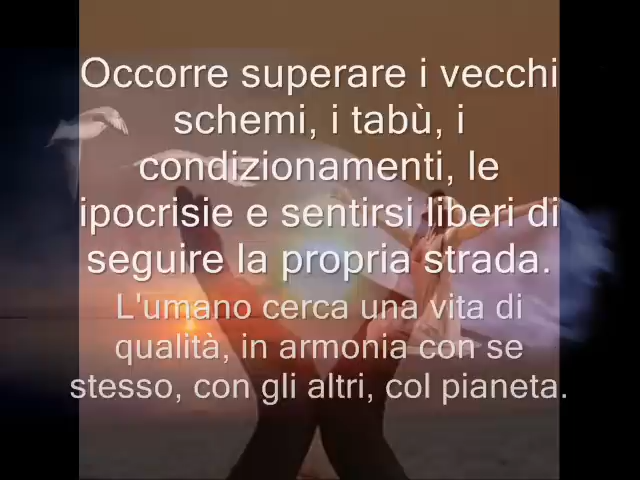 Occorre superare i vecchi
schemi, i tabù, i
condizionamenti, le
ipocrisie e sentirsi liberi di
seguire la propria strada.
L'umano cerca una vita di
qualità, in armonia con se
stesso, con gli altri, col pianeta.